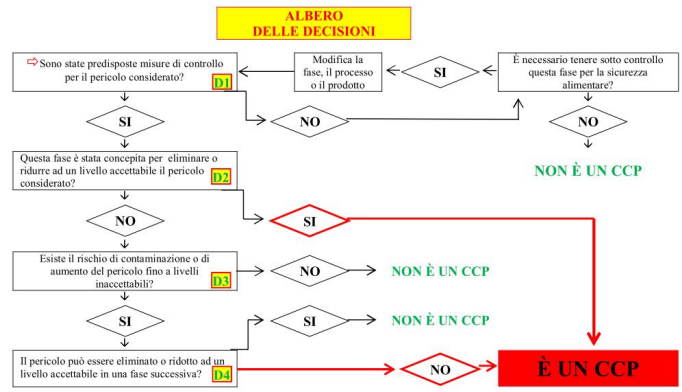 ALBERO
DELLE DECISIONI
⇨Sono state predisposte misure di controllo
per il pericolo considerato?
D1
Modifica la
fase, il processo
o il prodotto
SI
È necessario tenere sotto controllo
questa fase per la sicurezza
alimentare?
SI
NO
NO
NON È UN CCP
Questa fase è stata concepita per eliminare o
ridurre ad un livello accettabile il pericolo
considerato?
D2
NO
SI
Esiste il rischio di contaminazione o di
aumento del pericolo fino a livelli
inaccettabili?
D3
NO
NON È UN CCP
SI
SI
NON È UN CCP
Il pericolo può essere eliminato o ridotto ad un
livello accettabile in una fase successiva?
D4
NO
È UN CCP